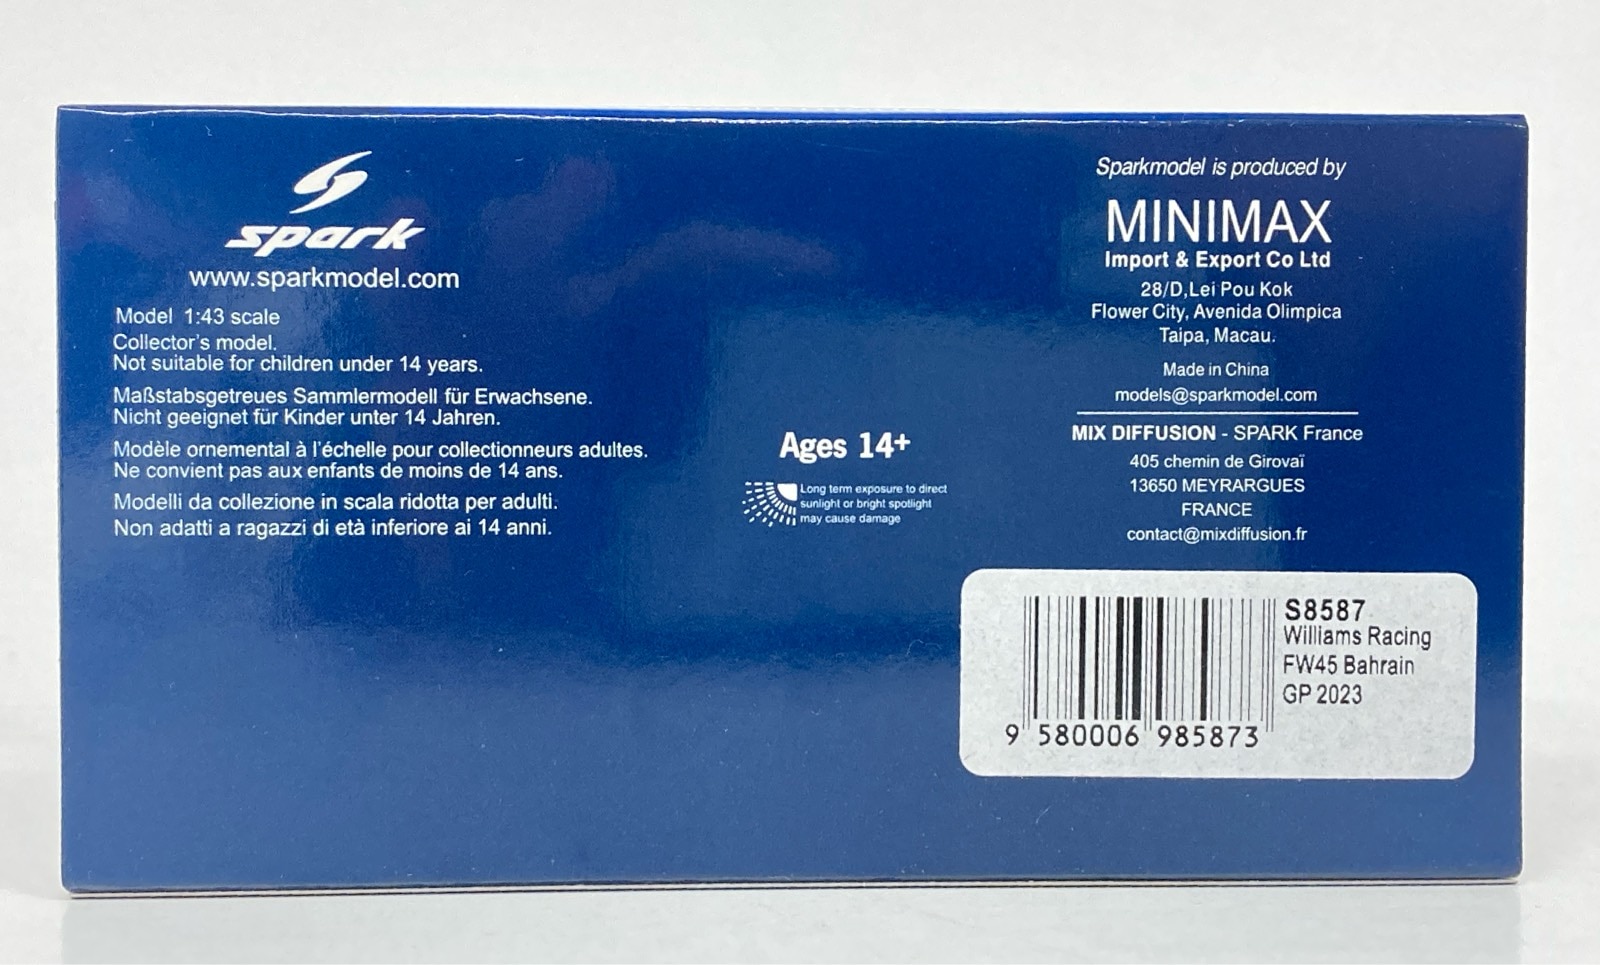 spark
www.sparkmodel.com
Model 1:43 scale
Collector's model.
Not suitable for children under 14 years.
Maßstabsgetreues Sammlermodell für Erwachsene.
Nicht geeignet für Kinder unter 14 Jahren.
Modèle ornemental à l'échelle pour collectionneurs adultes.
Ne convient pas aux enfants de moins de 14 ans.
Modelli da collezione in scala ridotta per adulti.
Non adatti a ragazzi di età inferiore ai 14 anni.
Ages 14+
Long term exposure to direct
sunlight or bright spotlight
may cause damage
Sparkmodel is produced by
MINIMAX
Import & Export Co Ltd
28/D,Lei Pou Kok
Flower City, Avenida Olimpica
Taipa, Macau.
Made in China
models@sparkmodel.com
MIX DIFFUSION - SPARK France
405 chemin de Girovaï
13650 MEYRARGUES
FRANCE
contact@mixdiffusion.fr
S8587
Williams Racing
FW45 Bahrain
GP 2023
9 580006 985873